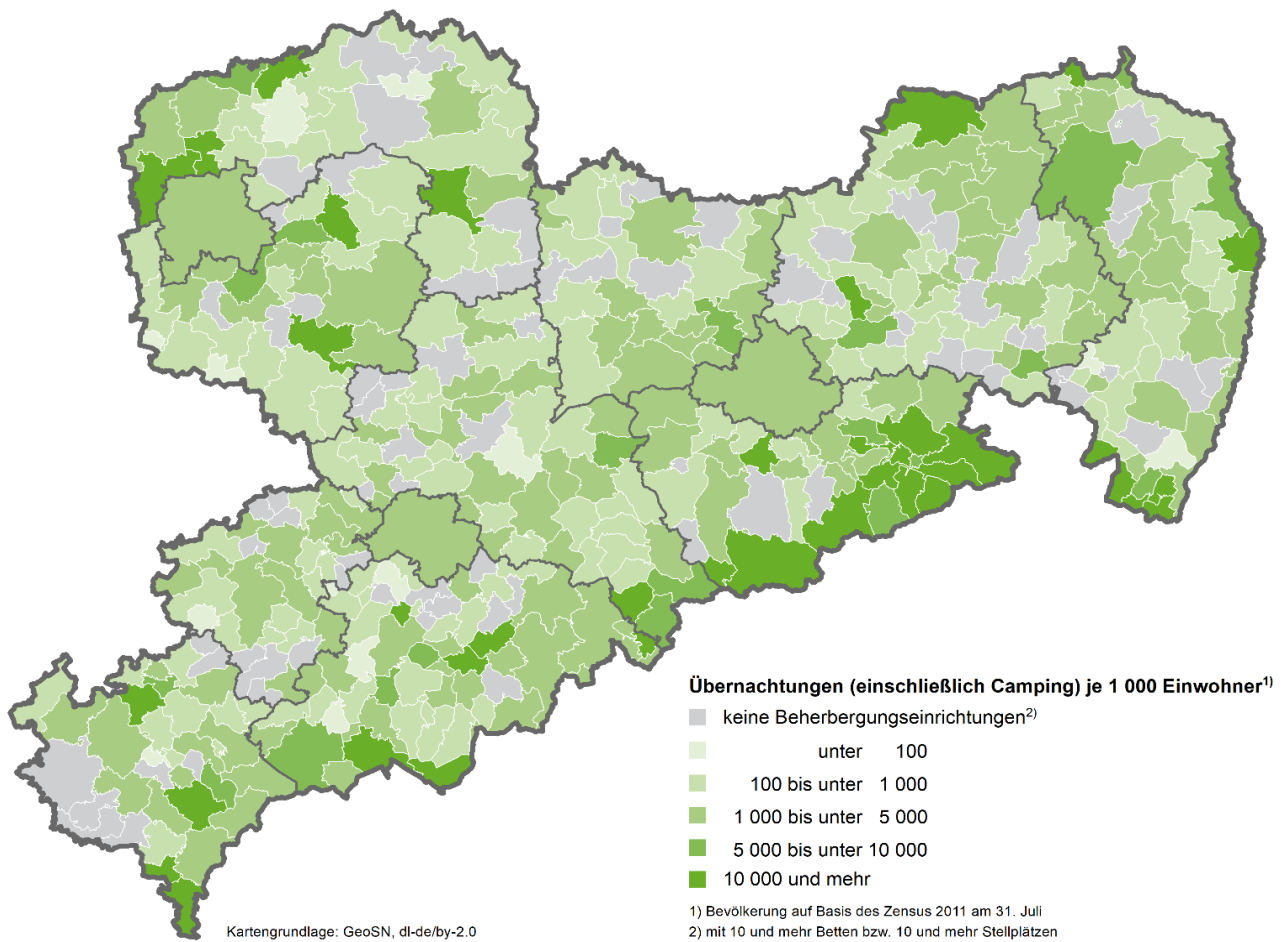 Übernachtungen (einschließlich Camping) je 1 000 Einwohner1)
keine Beherbergungseinrichtungen2)
unter 100
100 bis unter 1 000
1 000 bis unter 5 000
5 000 bis unter 10 000
10 000 und mehr
1) Bevölkerung auf Basis des Zensus 2011 am 31. Juli
2) mit 10 und mehr Betten bzw. 10 und mehr Stellplätzen
Kartengrundlage: GeoSN, dl-de/by-2.0